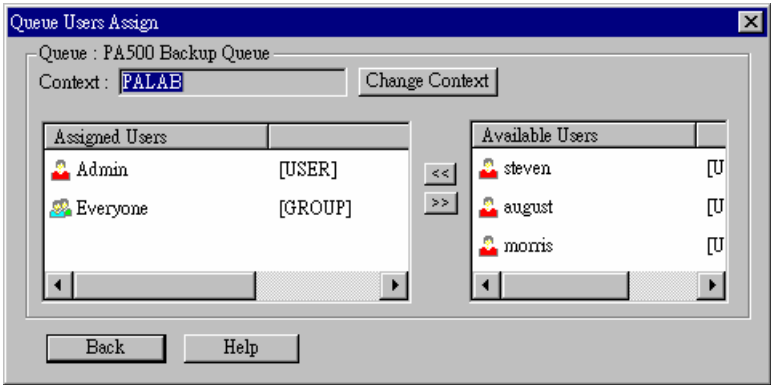 Queue Users Assign
Queue : PA500 Backup Queue
Context : PALAB Change Context
Assigned Users Available Users
Admin [USER] << steven [U
Everyone [GROUP] >> august [U
morris [U
Back Help